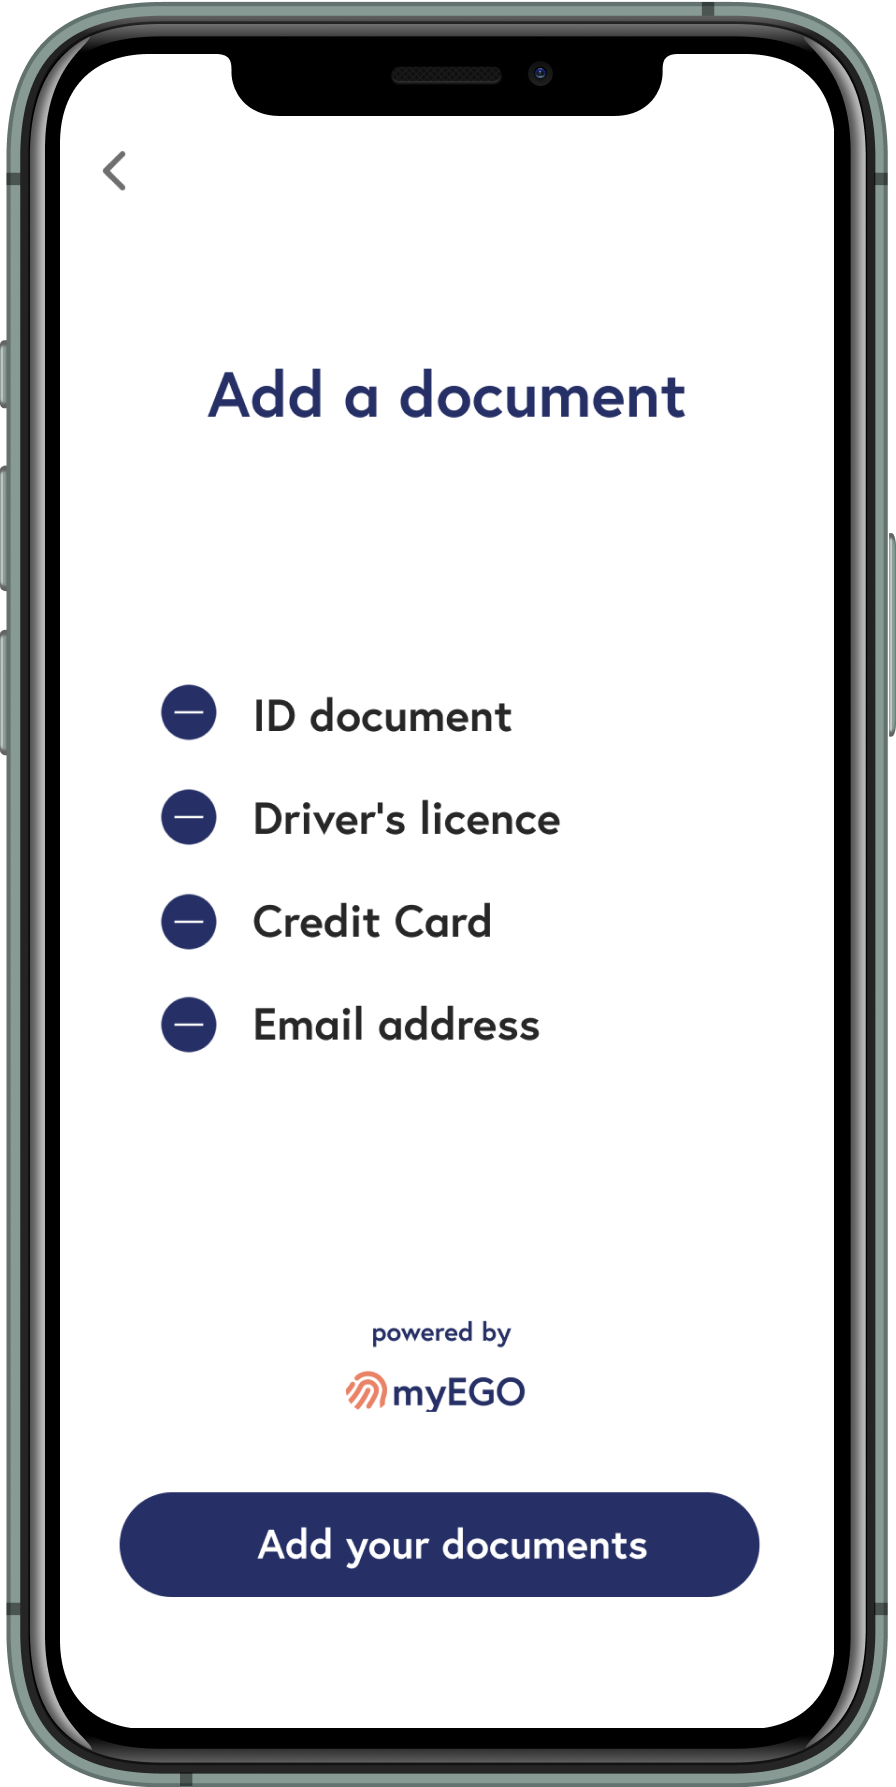 Add a document
ID document
Driver's licence
Credit Card
Email address
powered by
myEGO
Add your documents